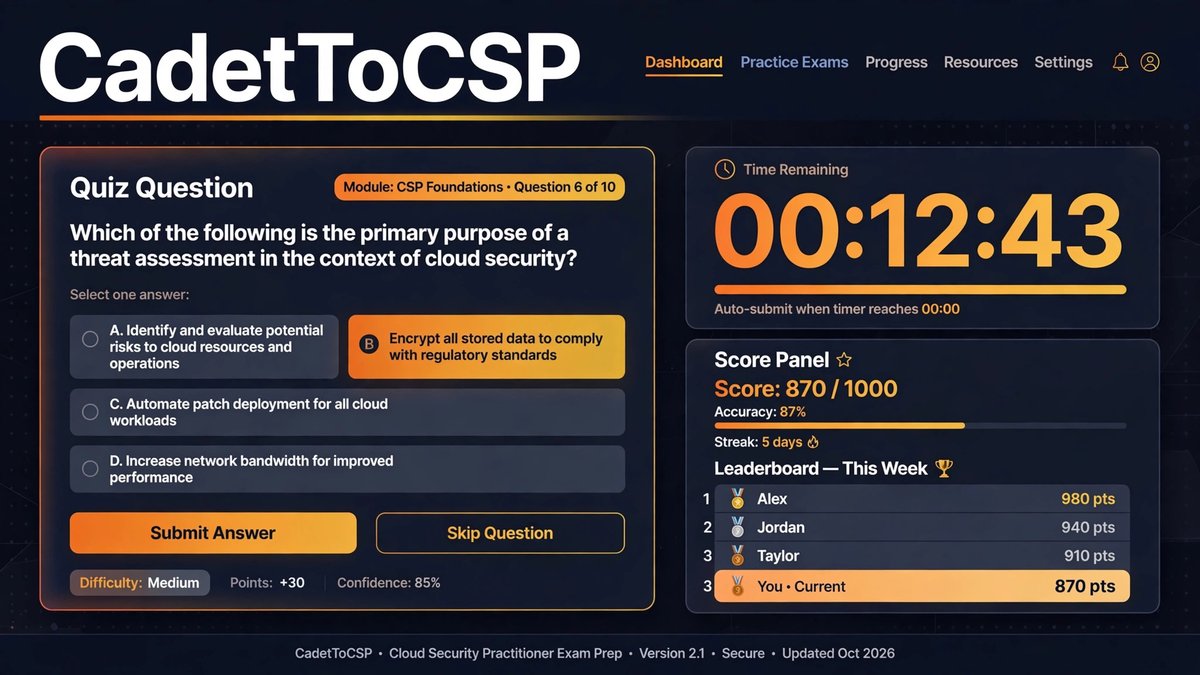 CadetToCSP
Dashboard
Practice Exams
Progress
Resources
Settings
Quiz Question
Module: CSP Foundations • Question 6 of 10
Which of the following is the primary purpose of a
threat assessment in the context of cloud security?
Select one answer:
A. Identify and evaluate potential
risks to cloud resources and
operations
B
Encrypt all stored data to comply
with regulatory standards
C. Automate patch deployment for all cloud
workloads
D. Increase network bandwidth for improved
performance
Submit Answer
Skip Question
Difficulty: Medium
Points: +30
Confidence: 85%
Time Remaining
00:12:43
Auto-submit when timer reaches 00:00
Score Panel
Score: 870 / 1000
Accuracy: 87%
Streak: 5 days
Leaderboard — This Week
1 Alex 980 pts
2 Jordan 940 pts
3 Taylor 910 pts
3 You • Current 870 pts
CadetToCSP • Cloud Security Practitioner Exam Prep • Version 2.1 • Secure • Updated Oct 2026